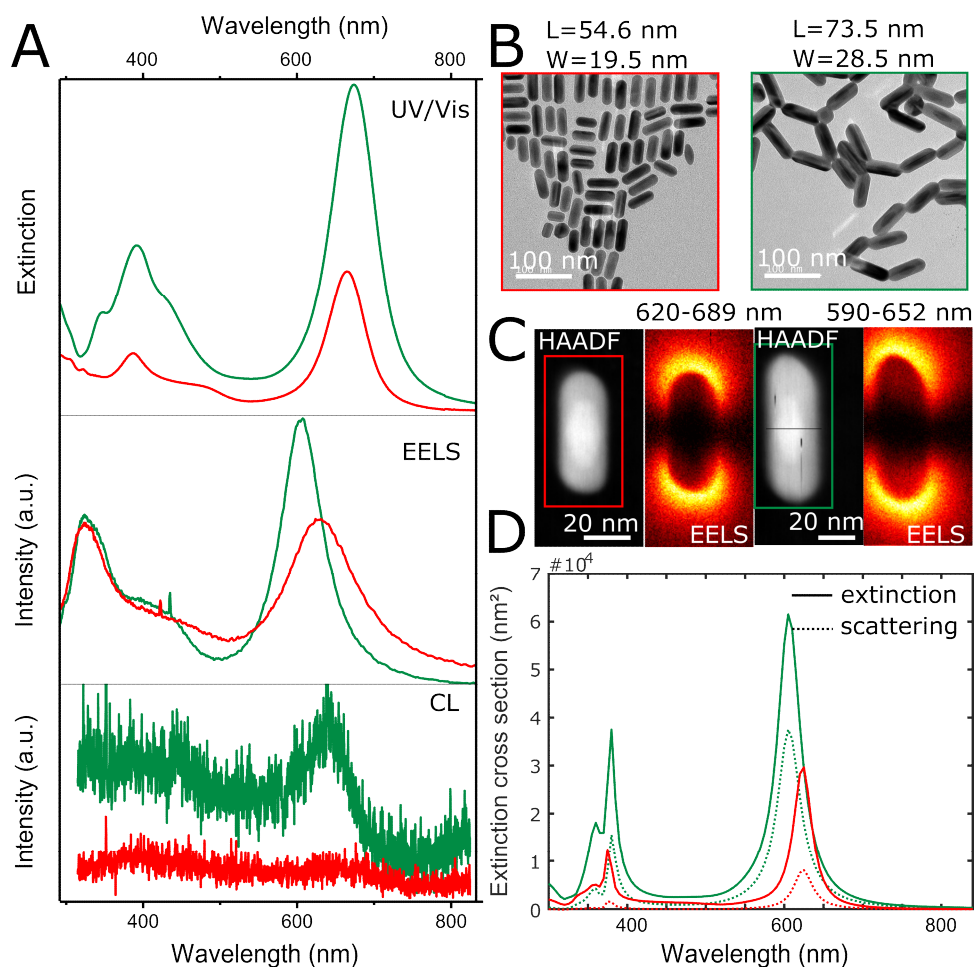 A
Wavelength (nm)
400
600
800
UV/Vis
Extinction
EELS
Intensity (a.u.)
CL
Intensity (a.u.)
400
600
800
Wavelength (nm)
B
L=54.6 nm
W=19.5 nm
L=73.5 nm
W=28.5 nm
100 nm
100 nm
100 nm
100 nm
C
620-689 nm
590-652 nm
HAADF
HAADF
20 nm
EELS
20 nm
EELS
D
#10⁴
7
6
5
4
3
2
1
0
extinction
scattering
Extinction cross section (nm²)
400
600
800
Wavelength (nm)